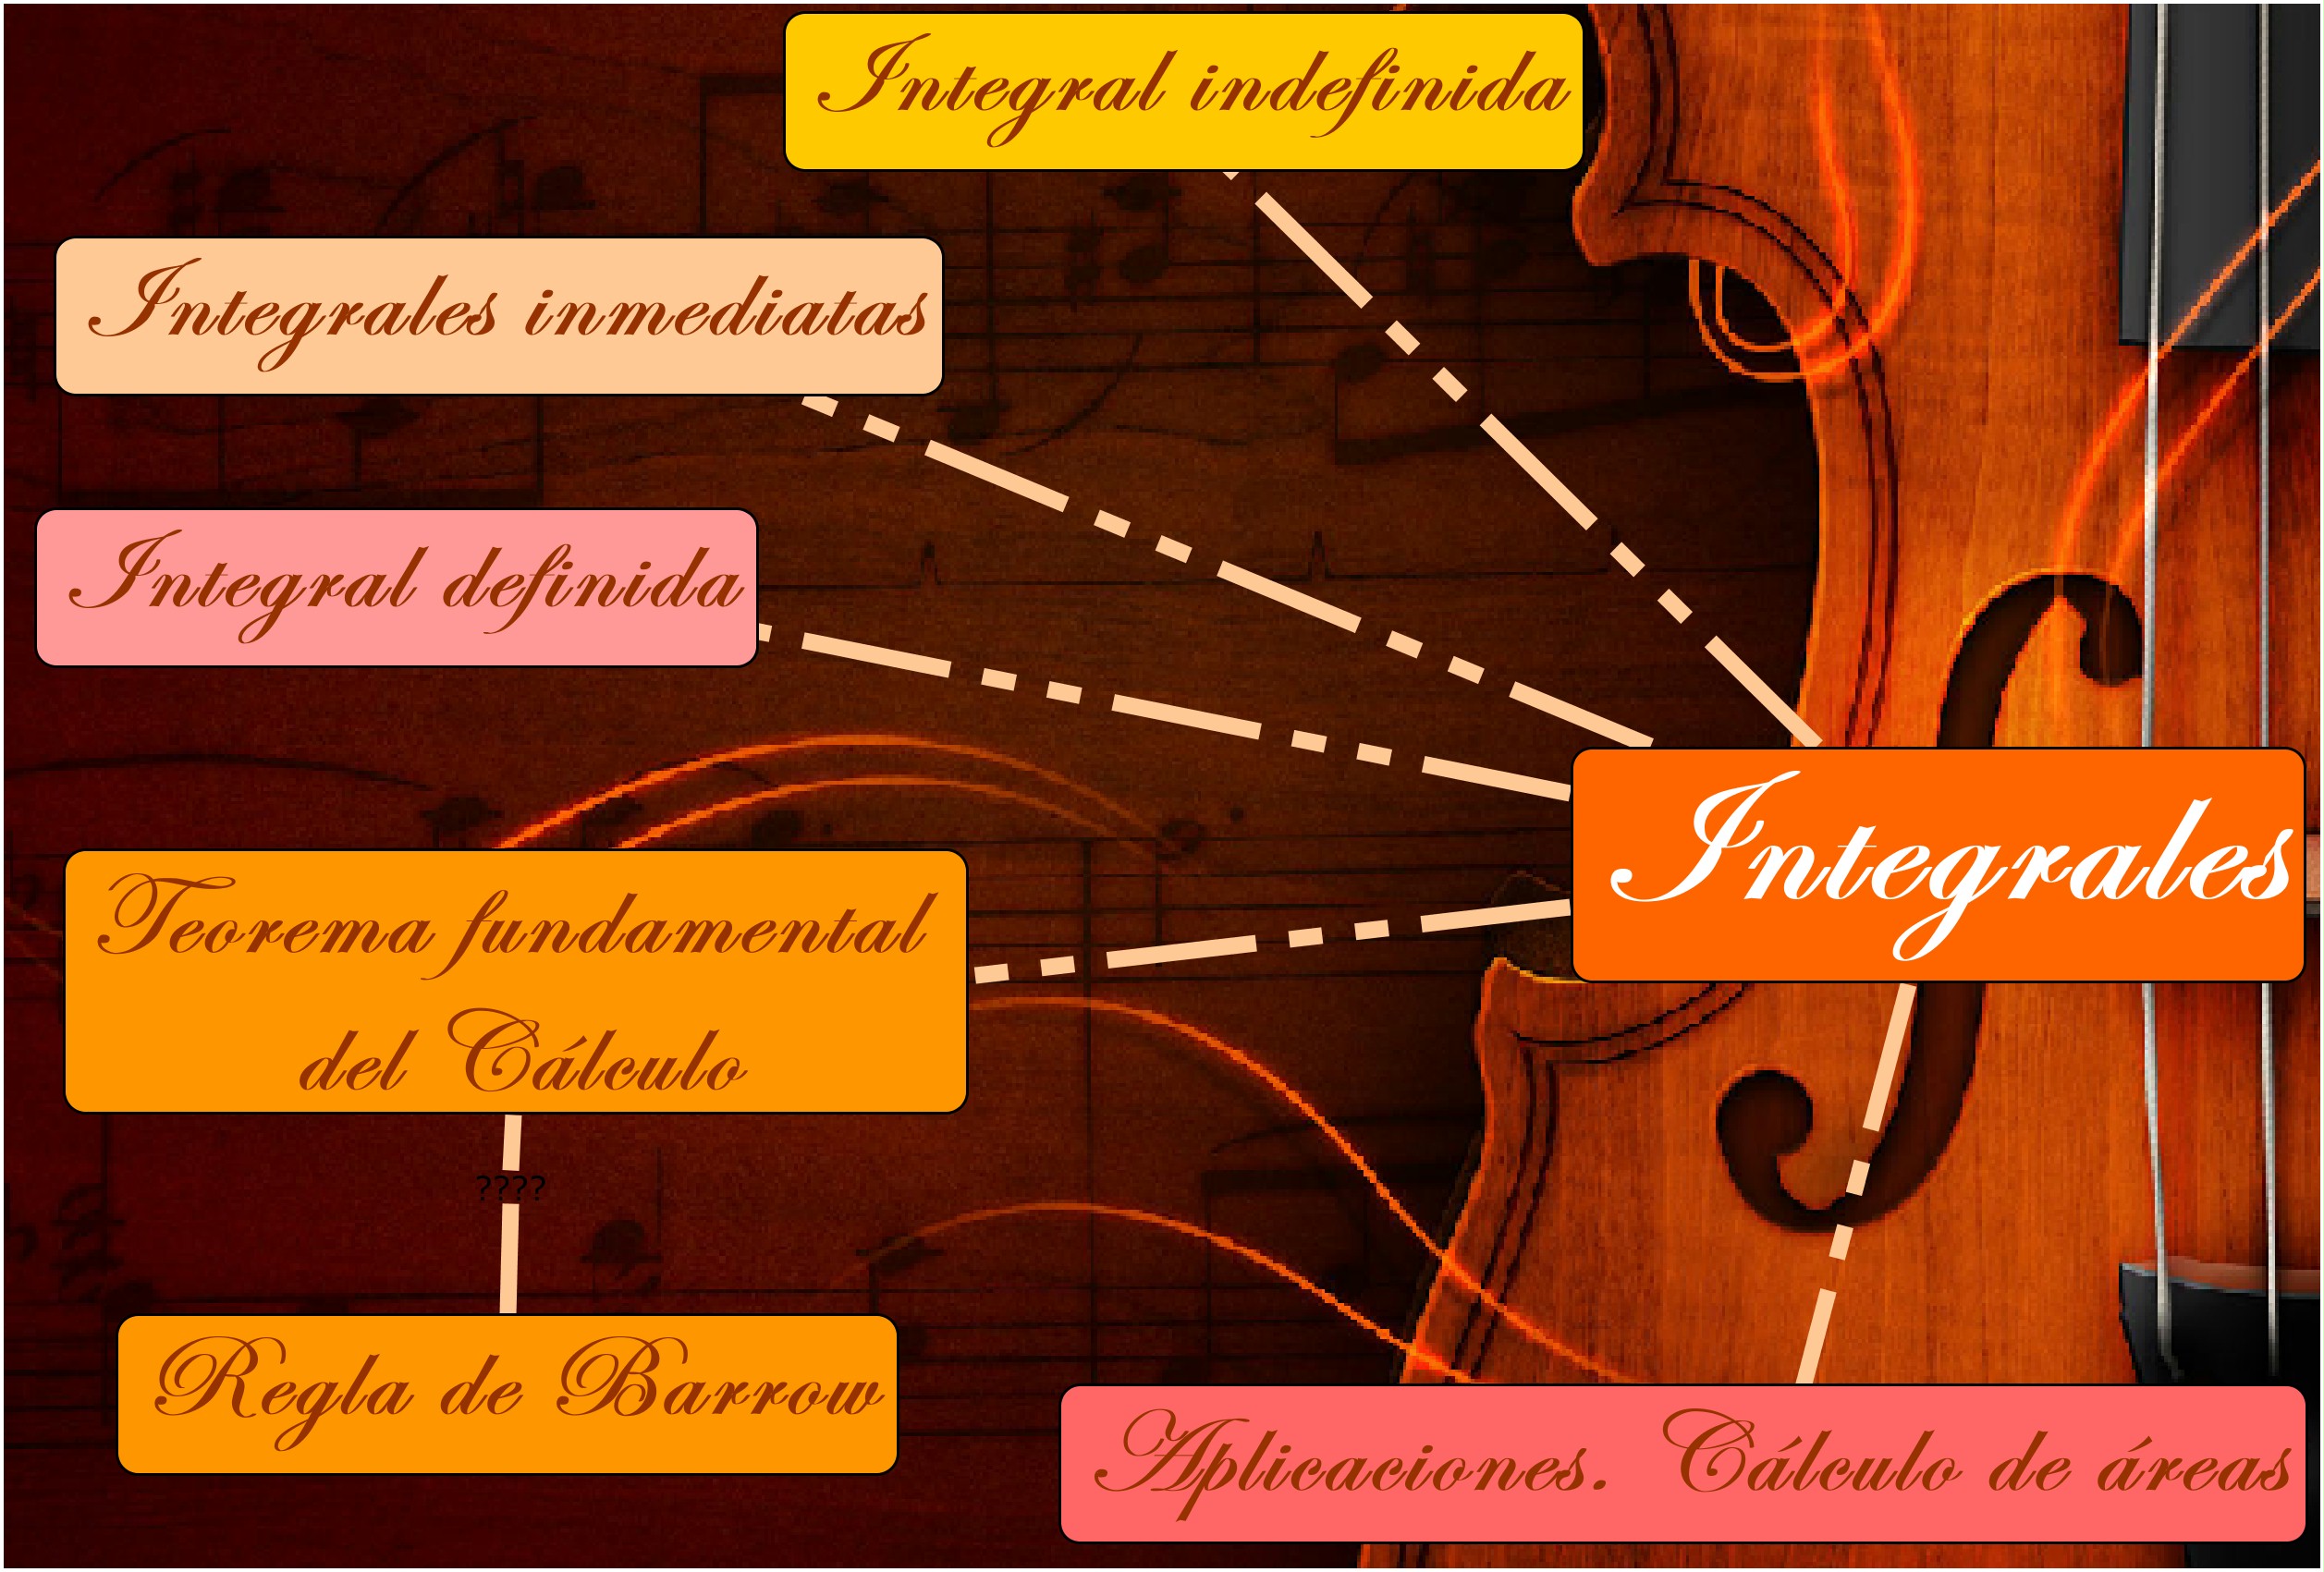 Integral indefinida
Integrales inmediatas
Integral definida
Integrales
Teorema fundamental
del Cálculo
????
Regla de Barrow
Aplicaciones. Cálculo de áreas